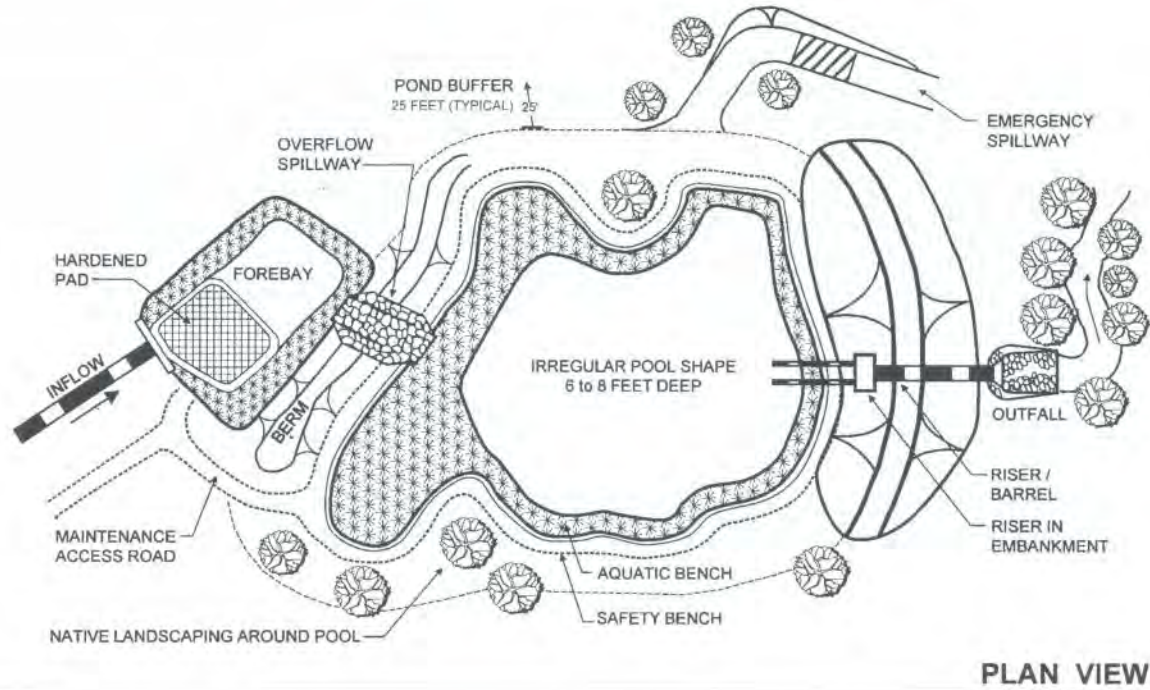 POND BUFFER
25 FEET (TYPICAL) 25'
EMERGENCY
SPILLWAY
OVERFLOW
SPILLWAY
HARDENED
PAD
FOREBAY
INFLOW
BERM
IRREGULAR POOL SHAPE
6 to 8 FEET DEEP
OUTFALL
RISER /
BARREL
RISER IN
EMBANKMENT
MAINTENANCE
ACCESS ROAD
AQUATIC BENCH
SAFETY BENCH
NATIVE LANDSCAPING AROUND POOL
PLAN VIEW